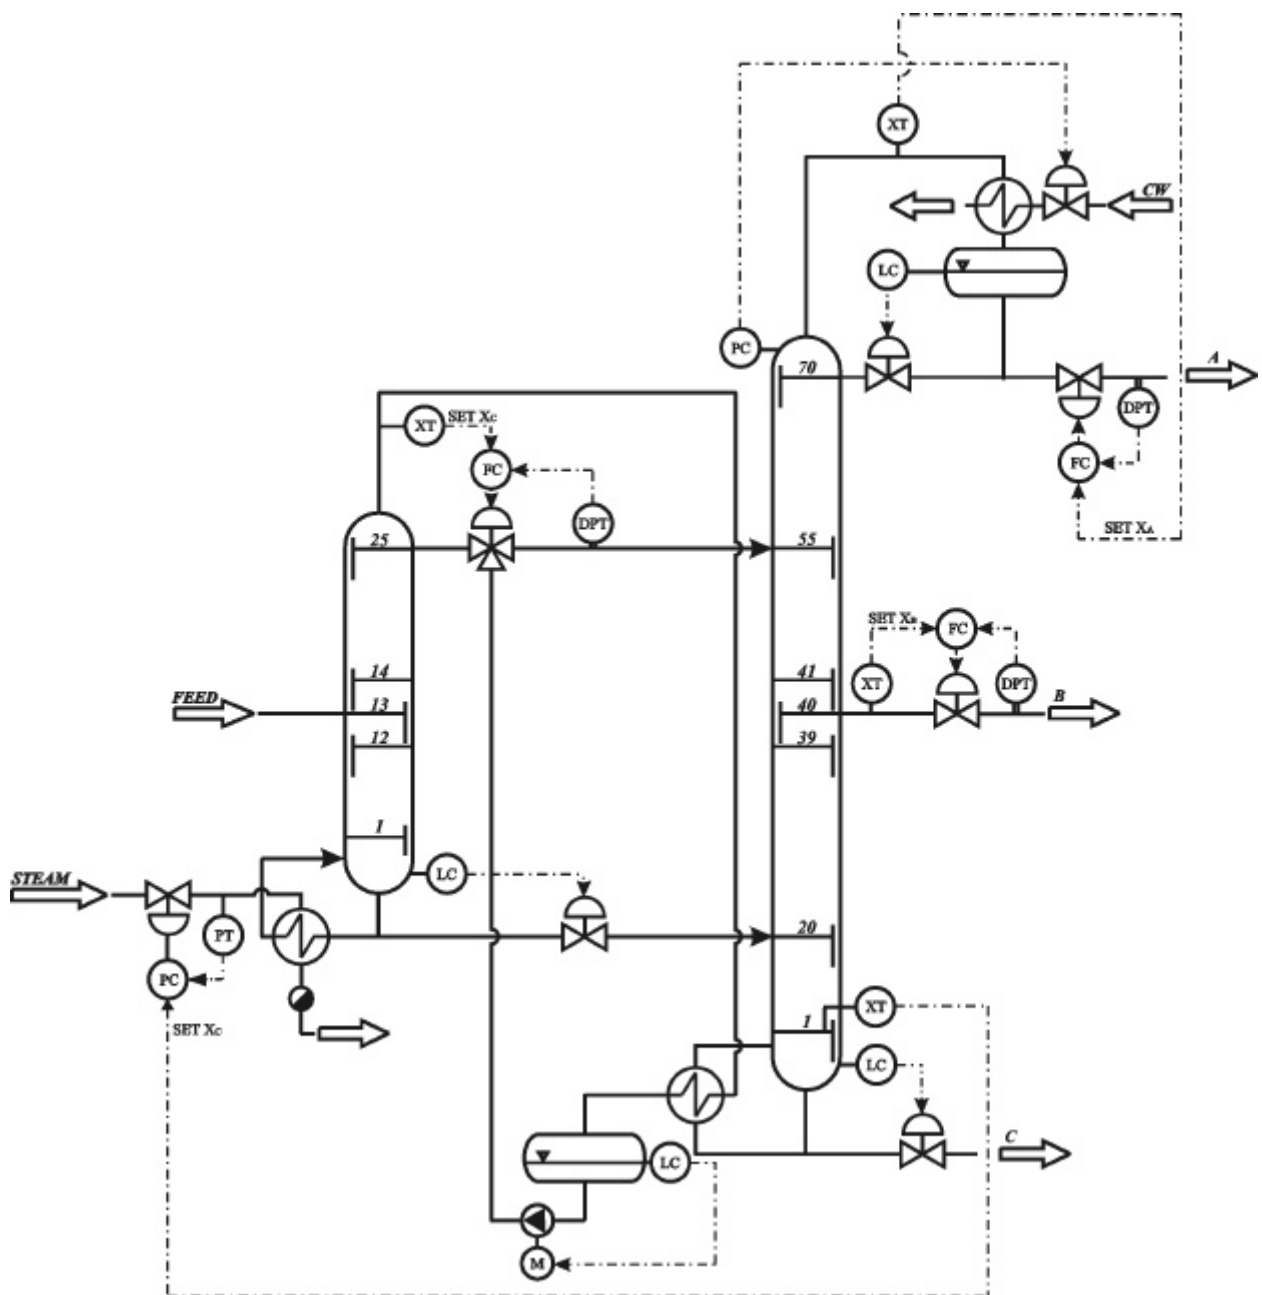 XT
CW
LC
PC
70
A
DPT
XT
SET XC
FC
FC
DPT
SET XA
25
55
SET XB
FC
14
41
XT
DPT
FEED
13
40
B
12
39
1
STEAM
LC
PT
20
PC
XT
SET XC
1
LC
C
LC
M